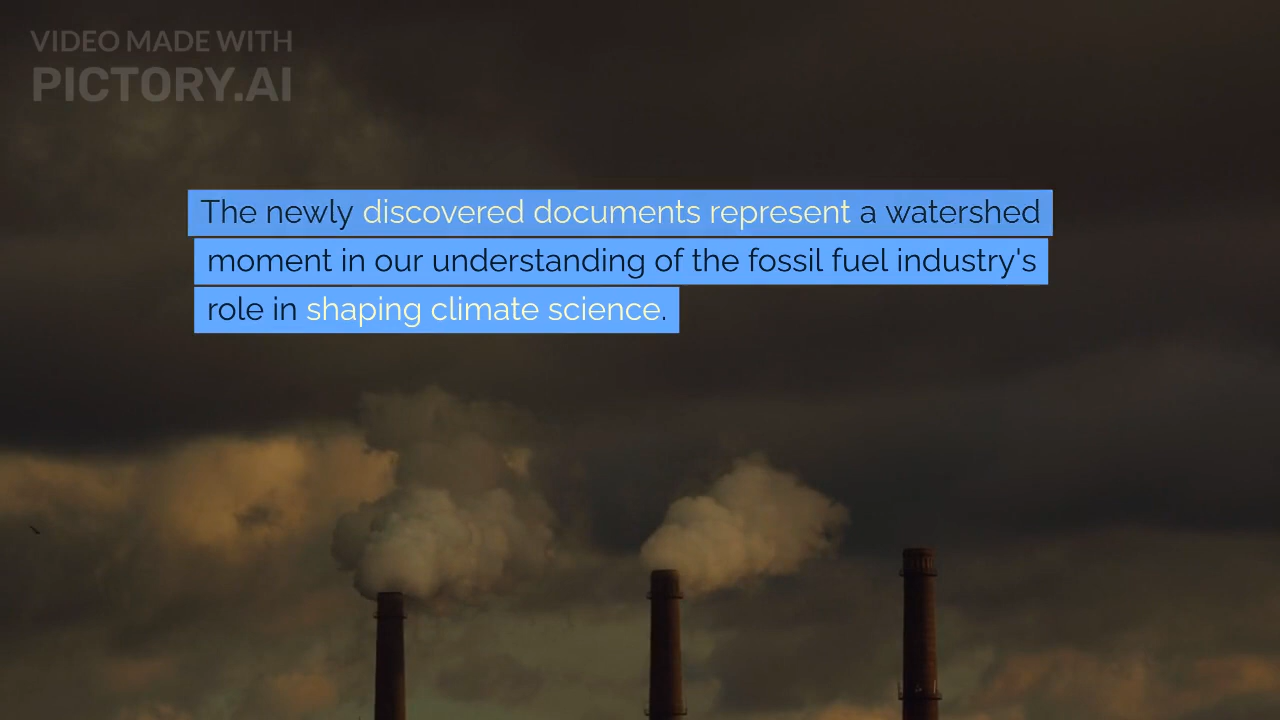 VIDEO MADE WITH
PICTORY.AI
The newly discovered documents represent a watershed
moment in our understanding of the fossil fuel industry's
role in shaping climate science.